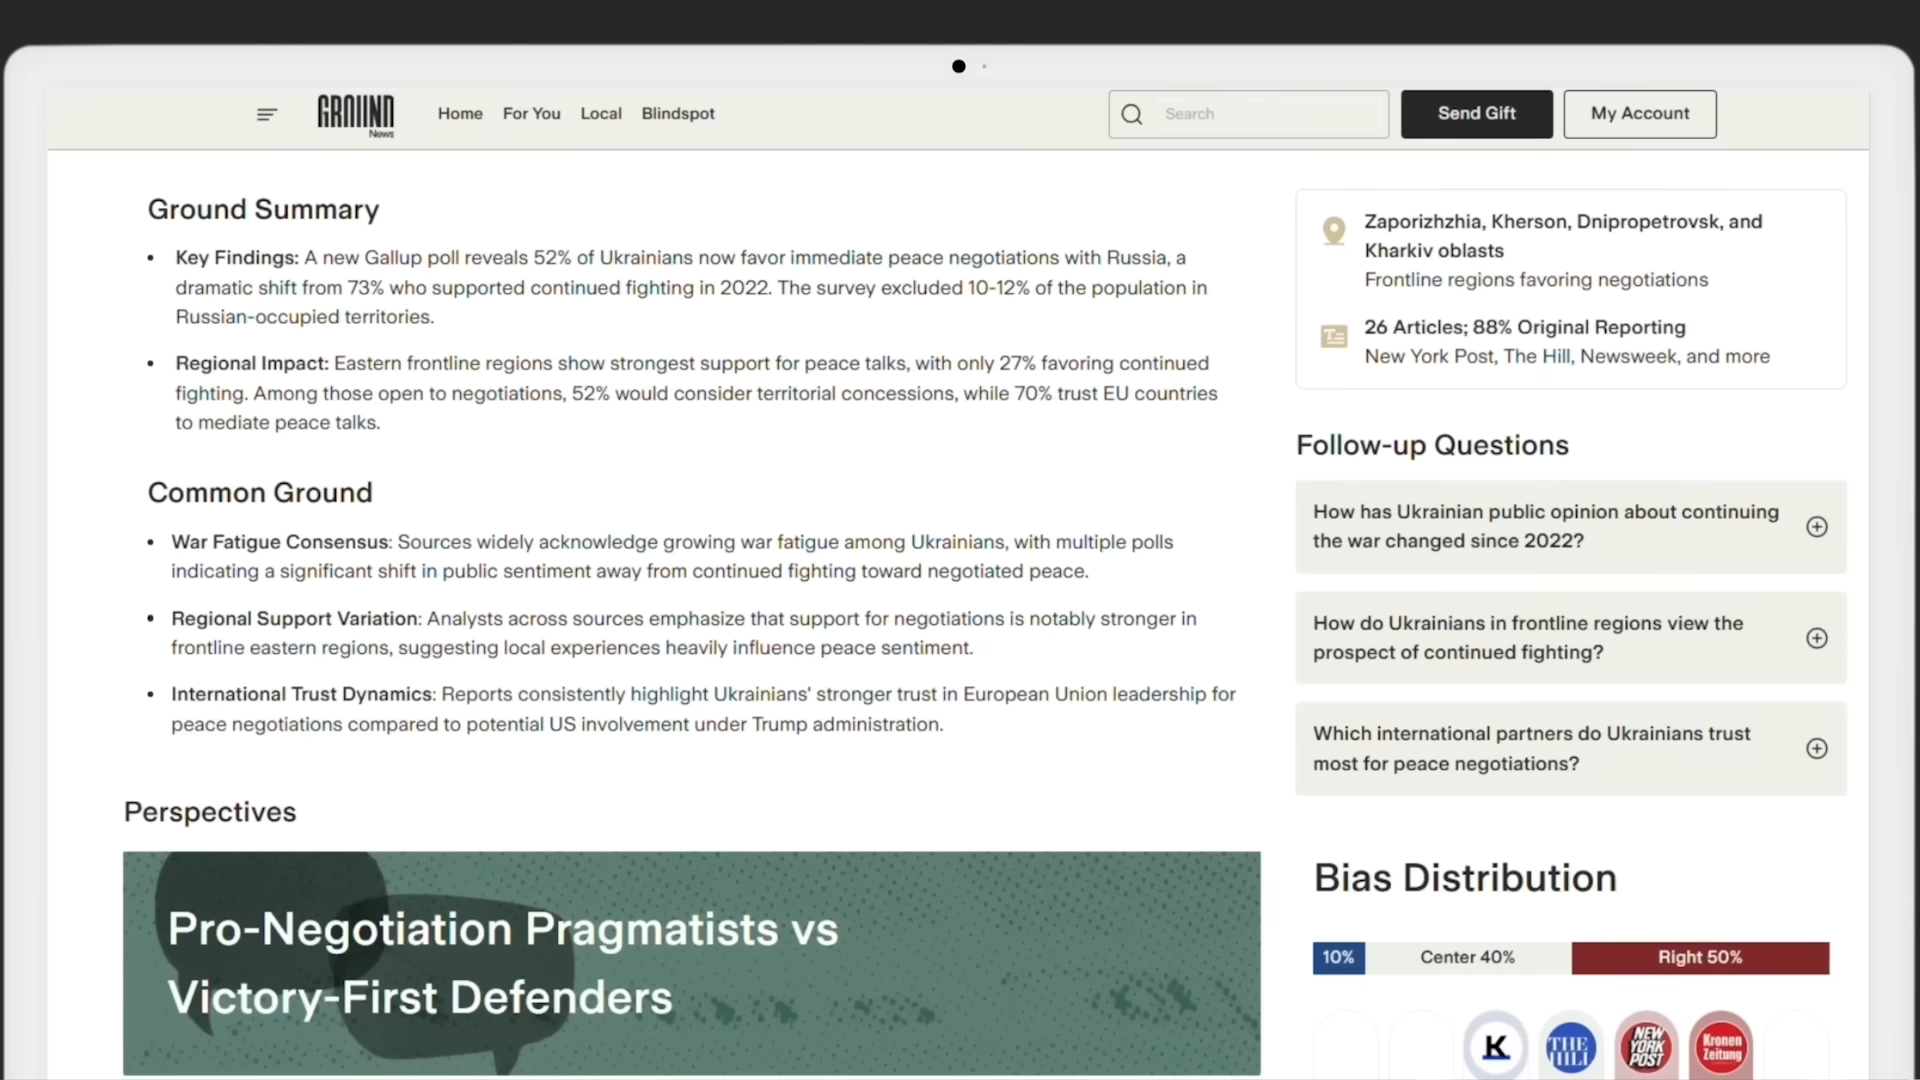 GROUND
News
Home
For You
Local
Blindspot
Search
Send Gift
My Account
Ground Summary
Key Findings: A new Gallup poll reveals 52% of Ukrainians now favor immediate peace negotiations with Russia, a
dramatic shift from 73% who supported continued fighting in 2022. The survey excluded 10-12% of the population in
Russian-occupied territories.
Regional Impact: Eastern frontline regions show strongest support for peace talks, with only 27% favoring continued
fighting. Among those open to negotiations, 52% would consider territorial concessions, while 70% trust EU countries
to mediate peace talks.
Common Ground
War Fatigue Consensus: Sources widely acknowledge growing war fatigue among Ukrainians, with multiple polls
indicating a significant shift in public sentiment away from continued fighting toward negotiated peace.
Regional Support Variation: Analysts across sources emphasize that support for negotiations is notably stronger in
frontline eastern regions, suggesting local experiences heavily influence peace sentiment.
International Trust Dynamics: Reports consistently highlight Ukrainians' stronger trust in European Union leadership for
peace negotiations compared to potential US involvement under Trump administration.
Perspectives
Pro-Negotiation Pragmatists vs
Victory-First Defenders
Zaporizhzhia, Kherson, Dnipropetrovsk, and
Kharkiv oblasts
Frontline regions favoring negotiations
26 Articles; 88% Original Reporting
New York Post, The Hill, Newsweek, and more
Follow-up Questions
How has Ukrainian public opinion about continuing
the war changed since 2022?
How do Ukrainians in frontline regions view the
prospect of continued fighting?
Which international partners do Ukrainians trust
most for peace negotiations?
Bias Distribution
10%
Center 40%
Right 50%
K
THE
HILL
NEW
YORK
POST
Kronen
Zeitung